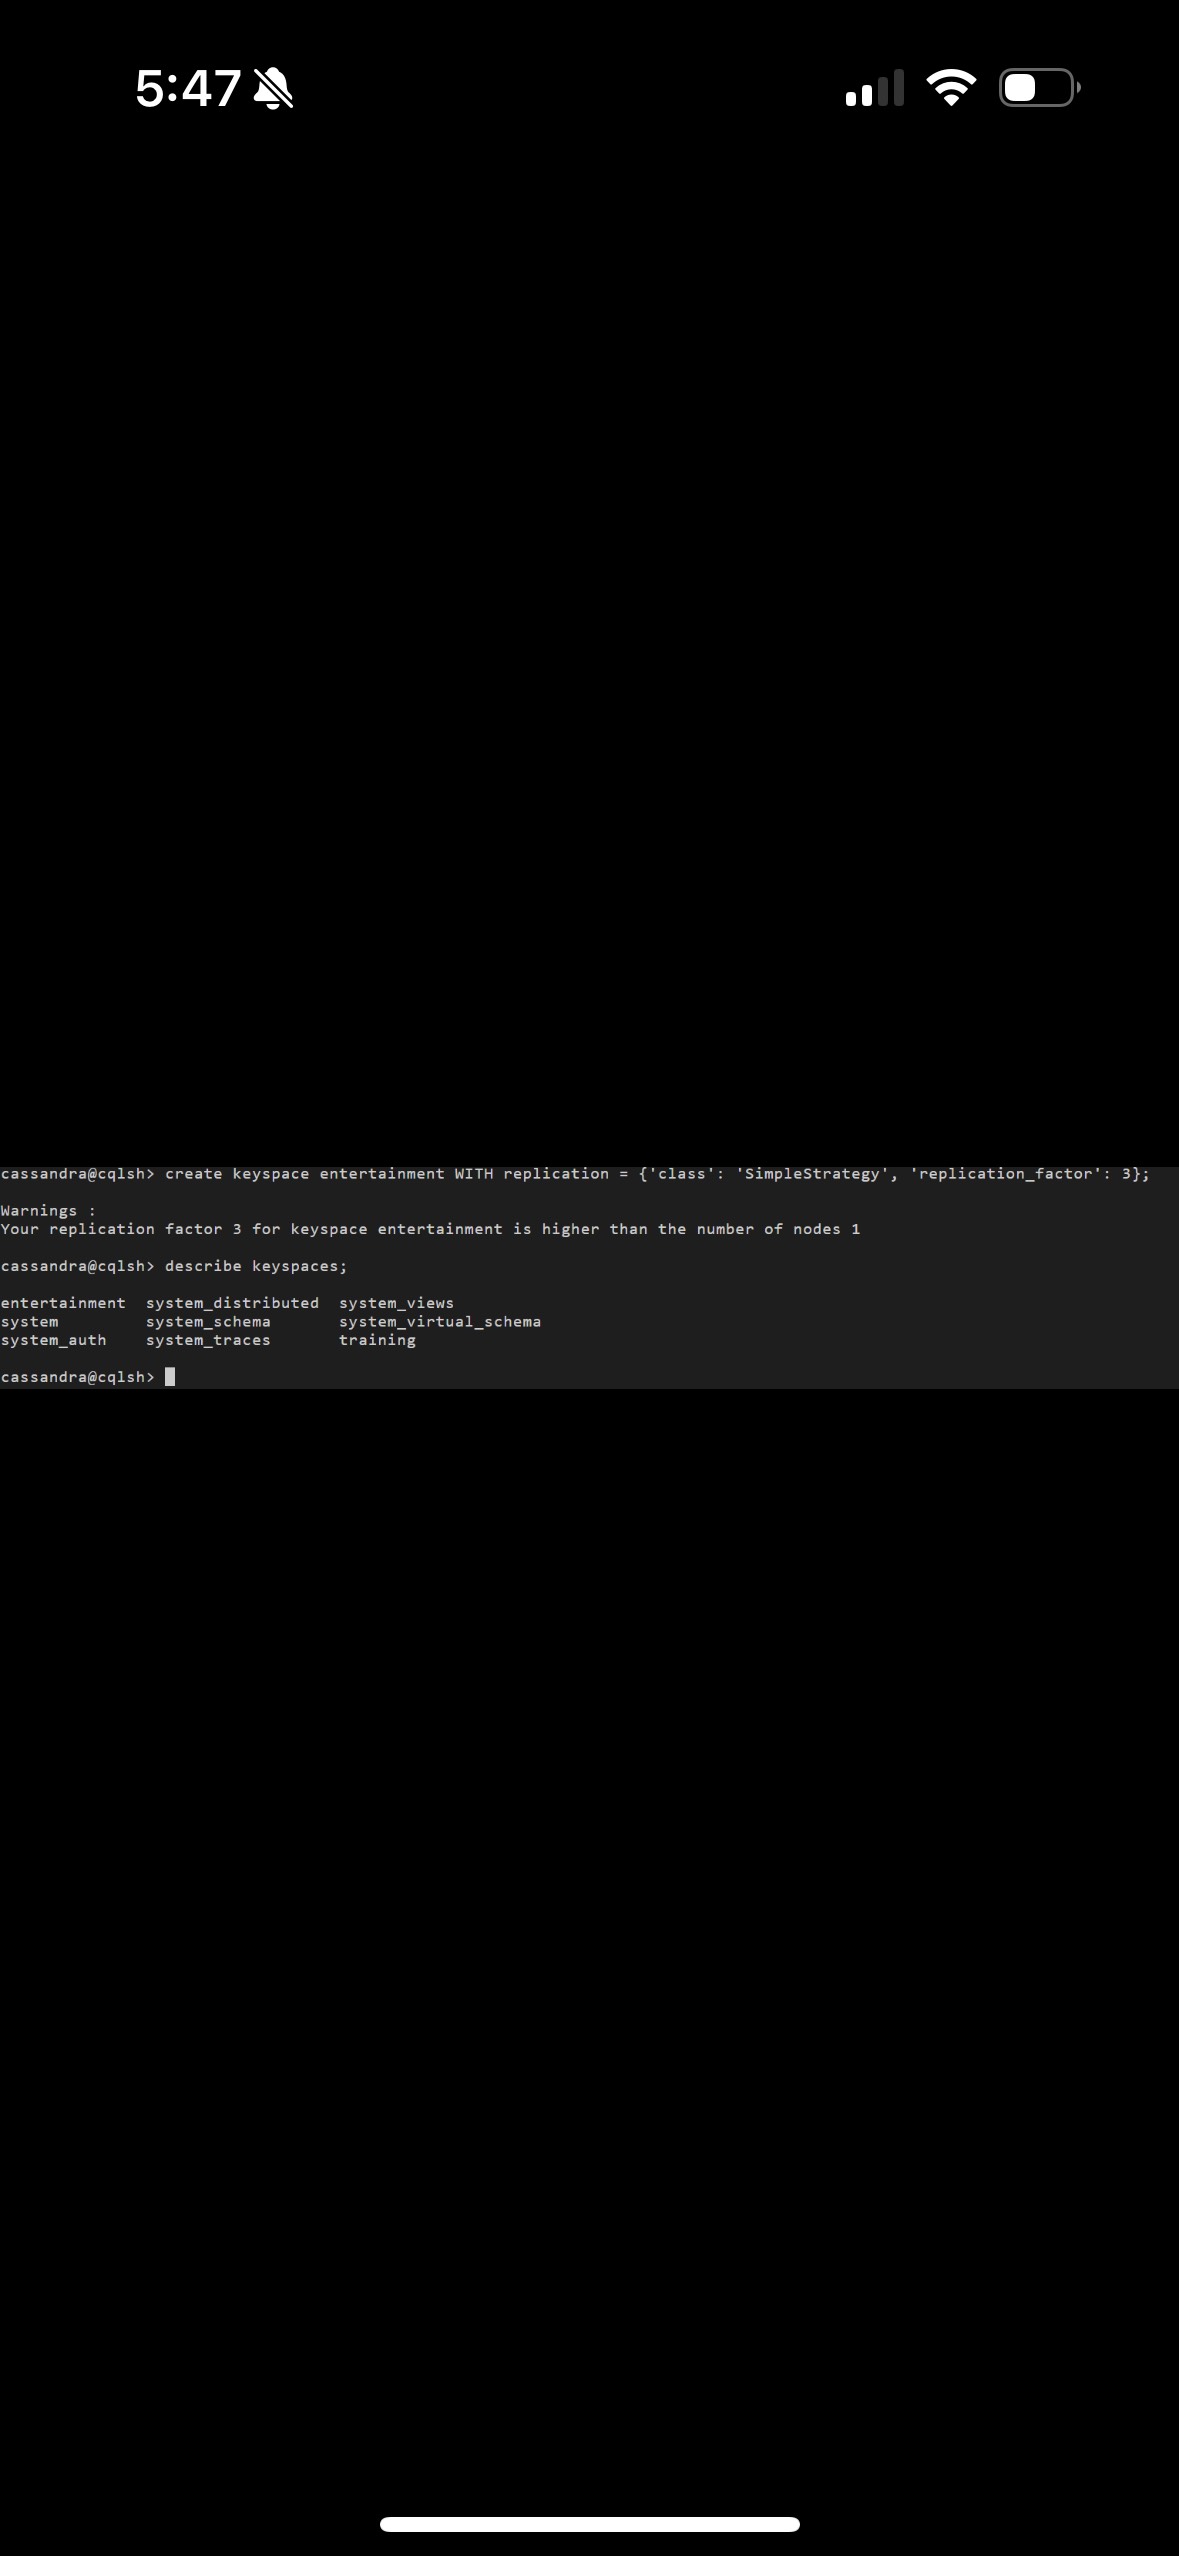 5:47
cassandra@cqlsh> create keyspace entertainment WITH replication = {'class': 'SimpleStrategy', 'replication_factor': 3};
Warnings :
Your replication factor 3 for keyspace entertainment is higher than the number of nodes 1
cassandra@cqlsh> describe keyspaces;
entertainment  system_distributed  system_views
system         system_schema       system_virtual_schema
system_auth    system_traces       training
cassandra@cqlsh>